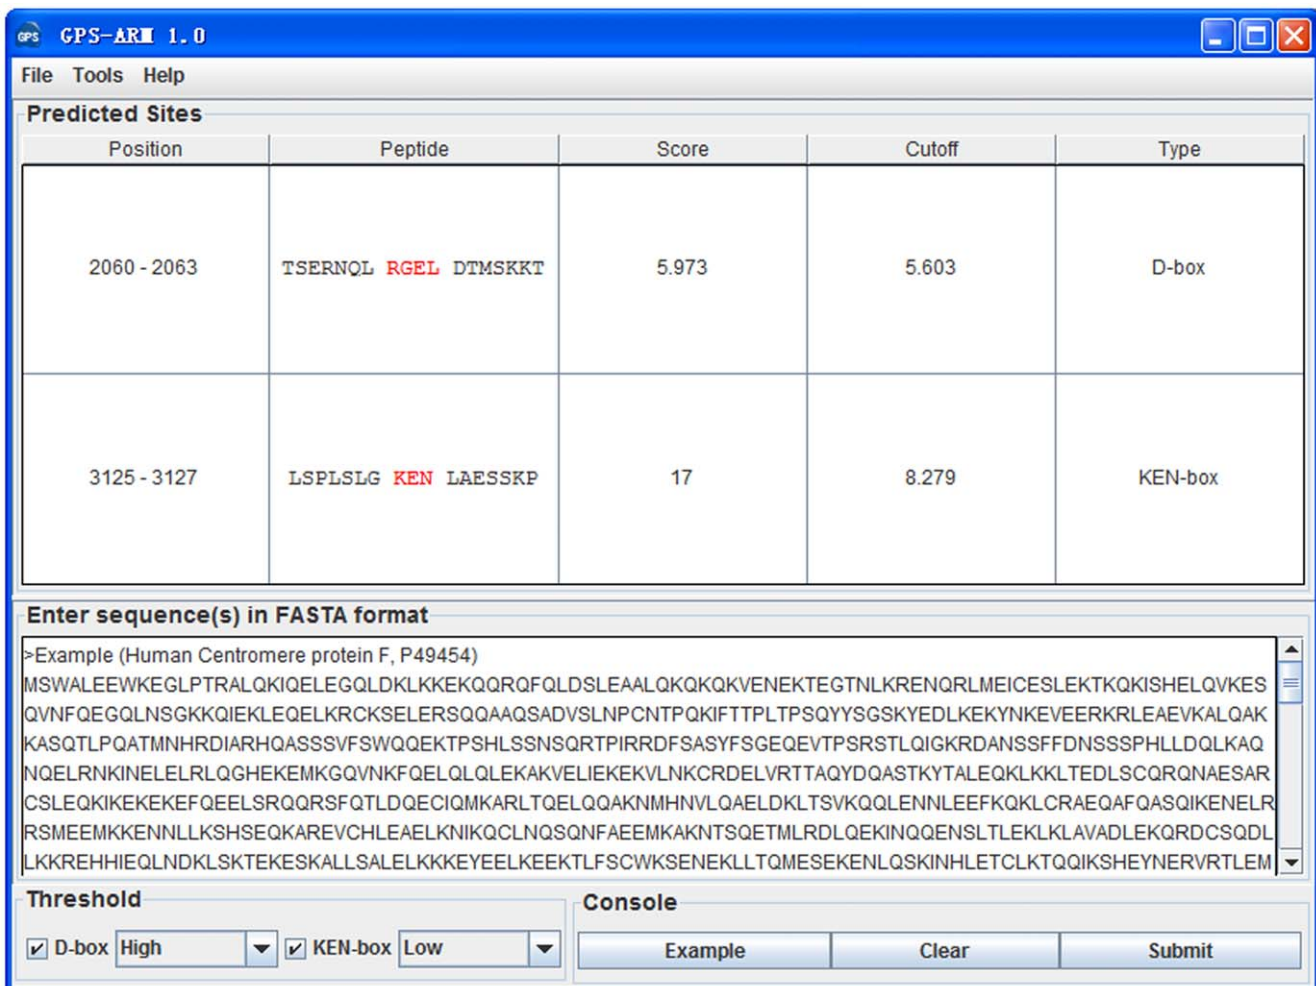 GPS GPS-ARM 1.0
File Tools Help
Predicted Sites
Position Peptide Score Cutoff Type
2060 - 2063 TSERNQL RGEL DTMSKKT 5.973 5.603 D-box
3125 - 3127 LSPLSLG KEN LAESSKP 17 8.279 KEN-box
Enter sequence(s) in FASTA format
>Example (Human Centromere protein F, P49454)
MSWALEEWKEGLPTRALQKIQELEGQLDKLKKEKQQRQFQLDSLEAALQKQKQKVENEKTEGTNLKRENQRLMEICESLEKTKQKISHELQVKES
QVNFQEGQLNSGKKQIEKLEQELKRCKSELERSQQAAQSADVSLNPCNTPQKIFTTPLTPSQYYSGSKYEDLKEKYNKEVEERKRLEAEVKALQAK
KASQTLPQATMNHRDIARHQASSSVFSWQQEKTPSHLSSNSQRTPIRRDFSASYFSGEQEVTPSRSTLQIGKRDANSSFFDNSSSPHLLDQLKAQ
NQELRNKINELELRLQGHEKEMKGQVNKFQELQLQLEKAKVELIEKEKVLNKCRDELVRTTAQYDQASTKYTALEQKLKKLTEDLSCQRQNAESAR
CSLEQKIKEKEKEFQEELSRQQRSFQTLDQECIQMKARLTQELQQAKNMHNVLQAELDKLTSVKQQLENNLEEFKQKLCRAEQAFQASQIKENELR
RSMEEMKKENNLLKSHSEQKAREVCHLEAELKNIKQCLNQSQNFAEEMKAKNTSQETMLRDLQEKINQQENSLTLEKLKLAVADLEKQRDCSQDL
LKKREHHIEQLNDKLSKTEKESKALLSALELKKKEYEELKEEKTLFSCWKSENEKLLTQMESEKENLQSKINHLETCLKTQQIKSHEYNERVRTLEM
Threshold Console
D-box High KEN-box Low Example Clear Submit